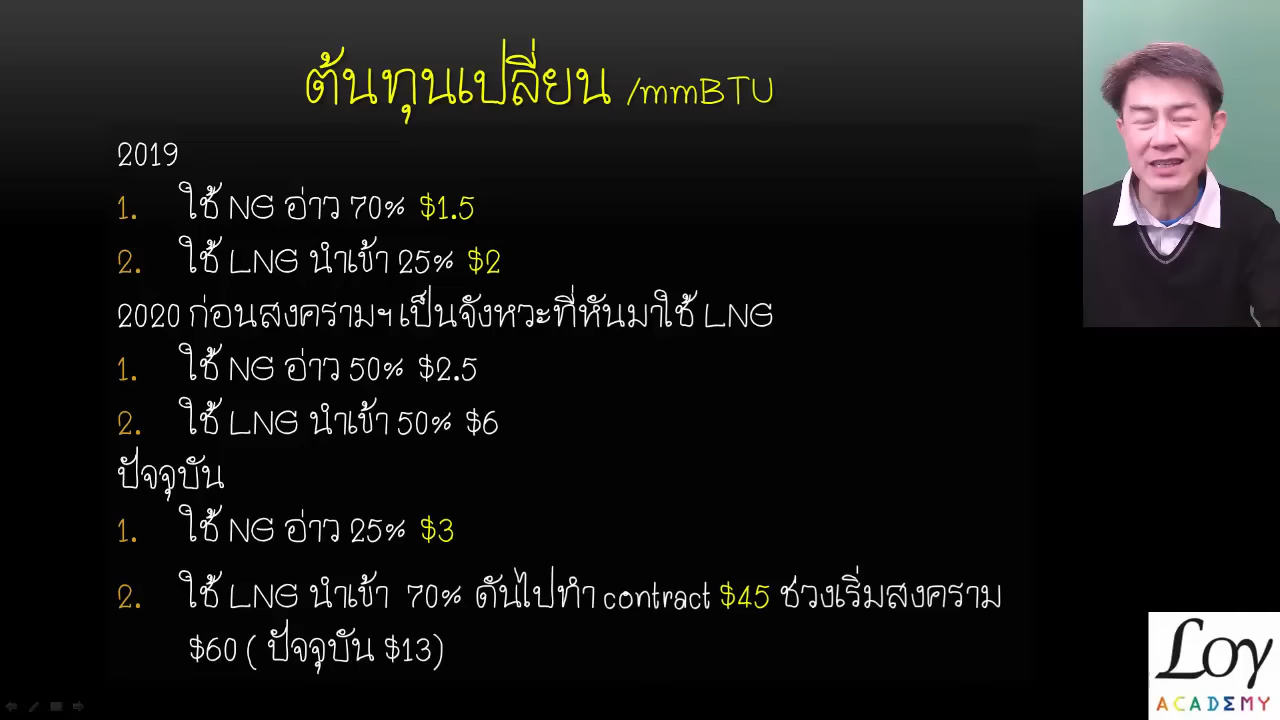 ต้นทุนเปลี่ยน /mmBTU
2019
1. ใช้ NG อ่าว 70% $1.5
2. ใช้ LNG นำเข้า 25% $2
2020 ก่อนสงครามฯ เป็นจังหวะที่หันมาใช้ LNG
1. ใช้ NG อ่าว 50% $2.5
2. ใช้ LNG นำเข้า 50% $6
ปัจจุบัน
1. ใช้ NG อ่าว 25% $3
2. ใช้ LNG นำเข้า 70% ดันไปทำ contract $45 ช่วงเริ่มสงคราม
$60 ( ปัจจุบัน $13)
Loy
ACADEMY